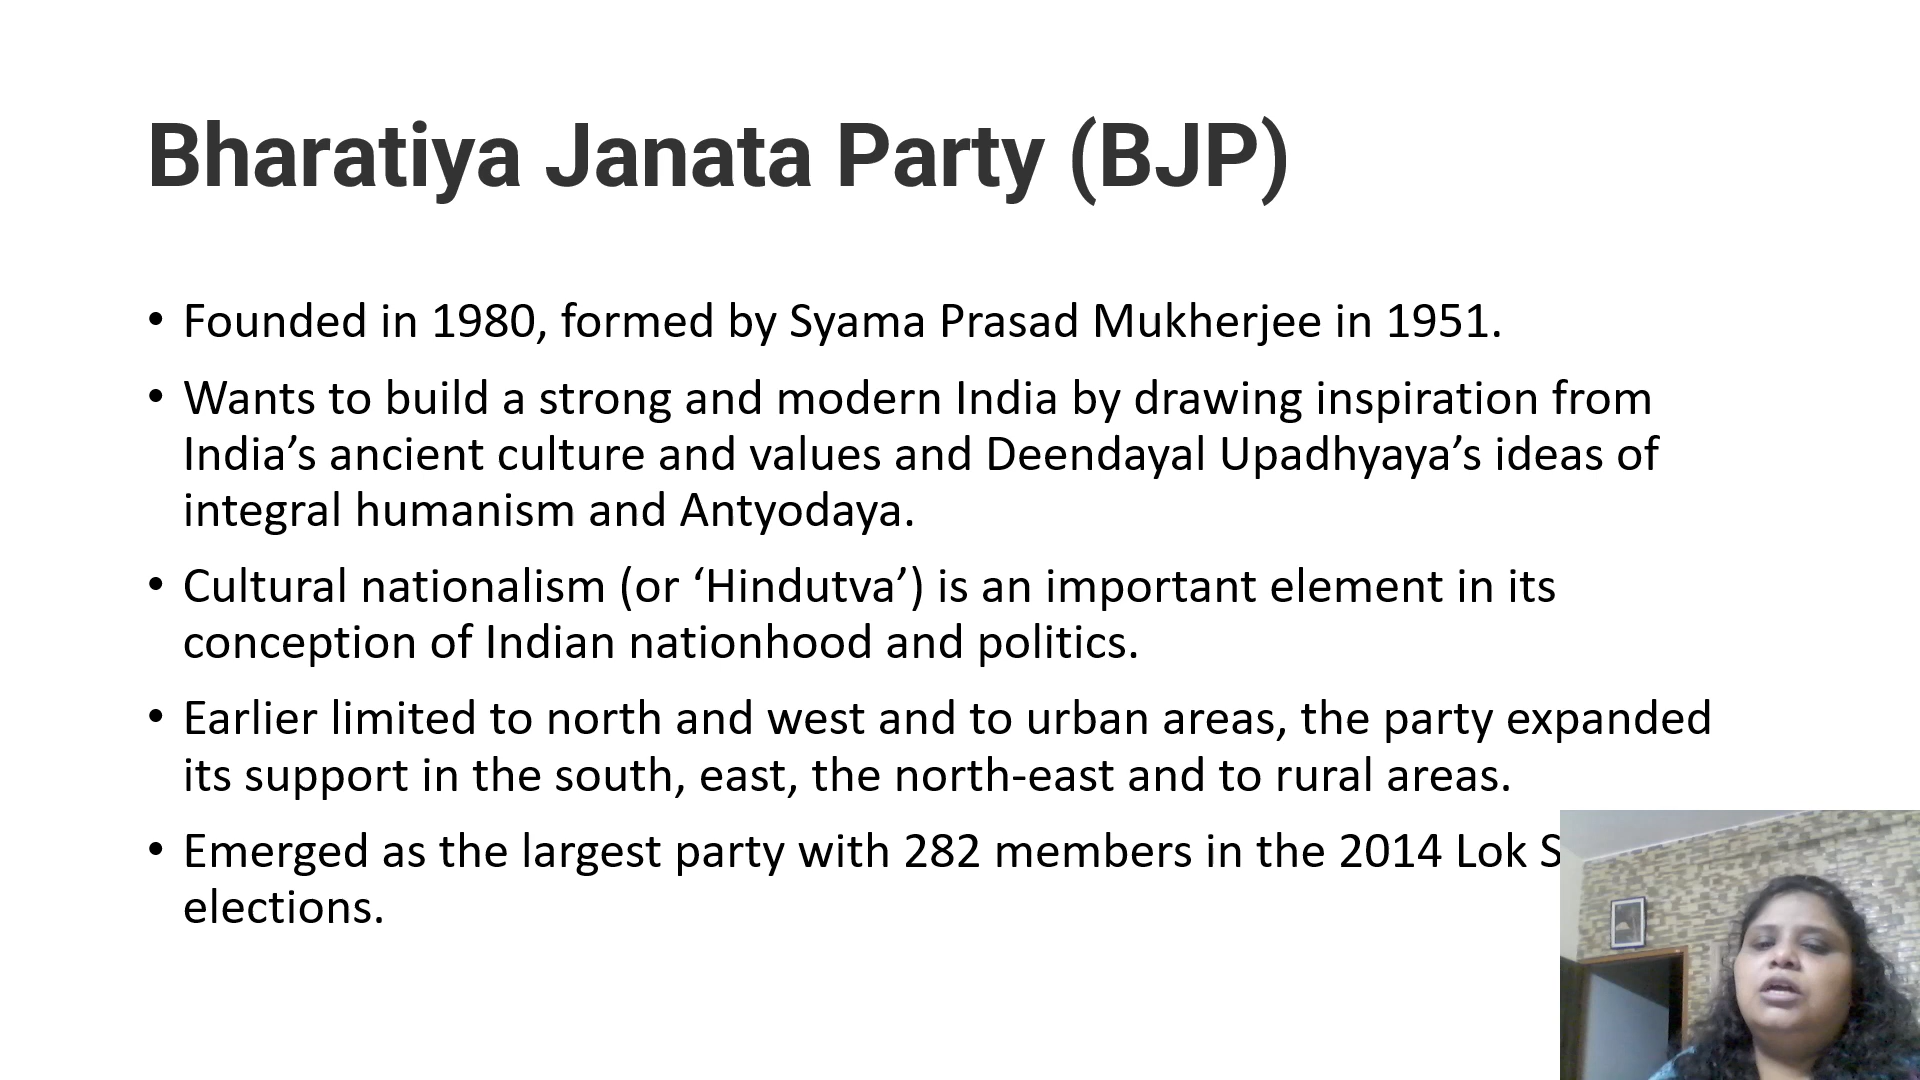 Bharatiya Janata Party (BJP)
• Founded in 1980, formed by Syama Prasad Mukherjee in 1951.
• Wants to build a strong and modern India by drawing inspiration from
India’s ancient culture and values and Deendayal Upadhyaya’s ideas of
integral humanism and Antyodaya.
• Cultural nationalism (or ‘Hindutva’) is an important element in its
conception of Indian nationhood and politics.
• Earlier limited to north and west and to urban areas, the party expanded
its support in the south, east, the north-east and to rural areas.
• Emerged as the largest party with 282 members in the 2014 Lok S
elections.